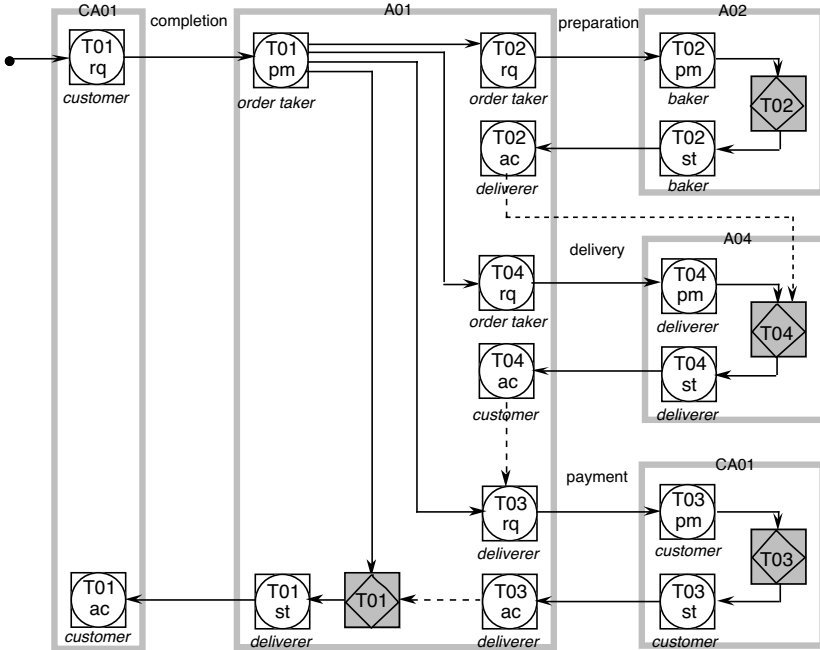 CA01
completion
A01
preparation
A02
T01
rq
customer
T01
pm
order taker
T02
rq
order taker
T02
pm
baker
T02
T02
ac
deliverer
T02
st
baker
delivery
A04
T04
rq
order taker
T04
pm
deliverer
T04
T04
ac
customer
T04
st
deliverer
payment
CA01
T03
rq
deliverer
T03
pm
customer
T03
T01
ac
customer
T01
st
deliverer
T01
T03
ac
deliverer
T03
st
customer